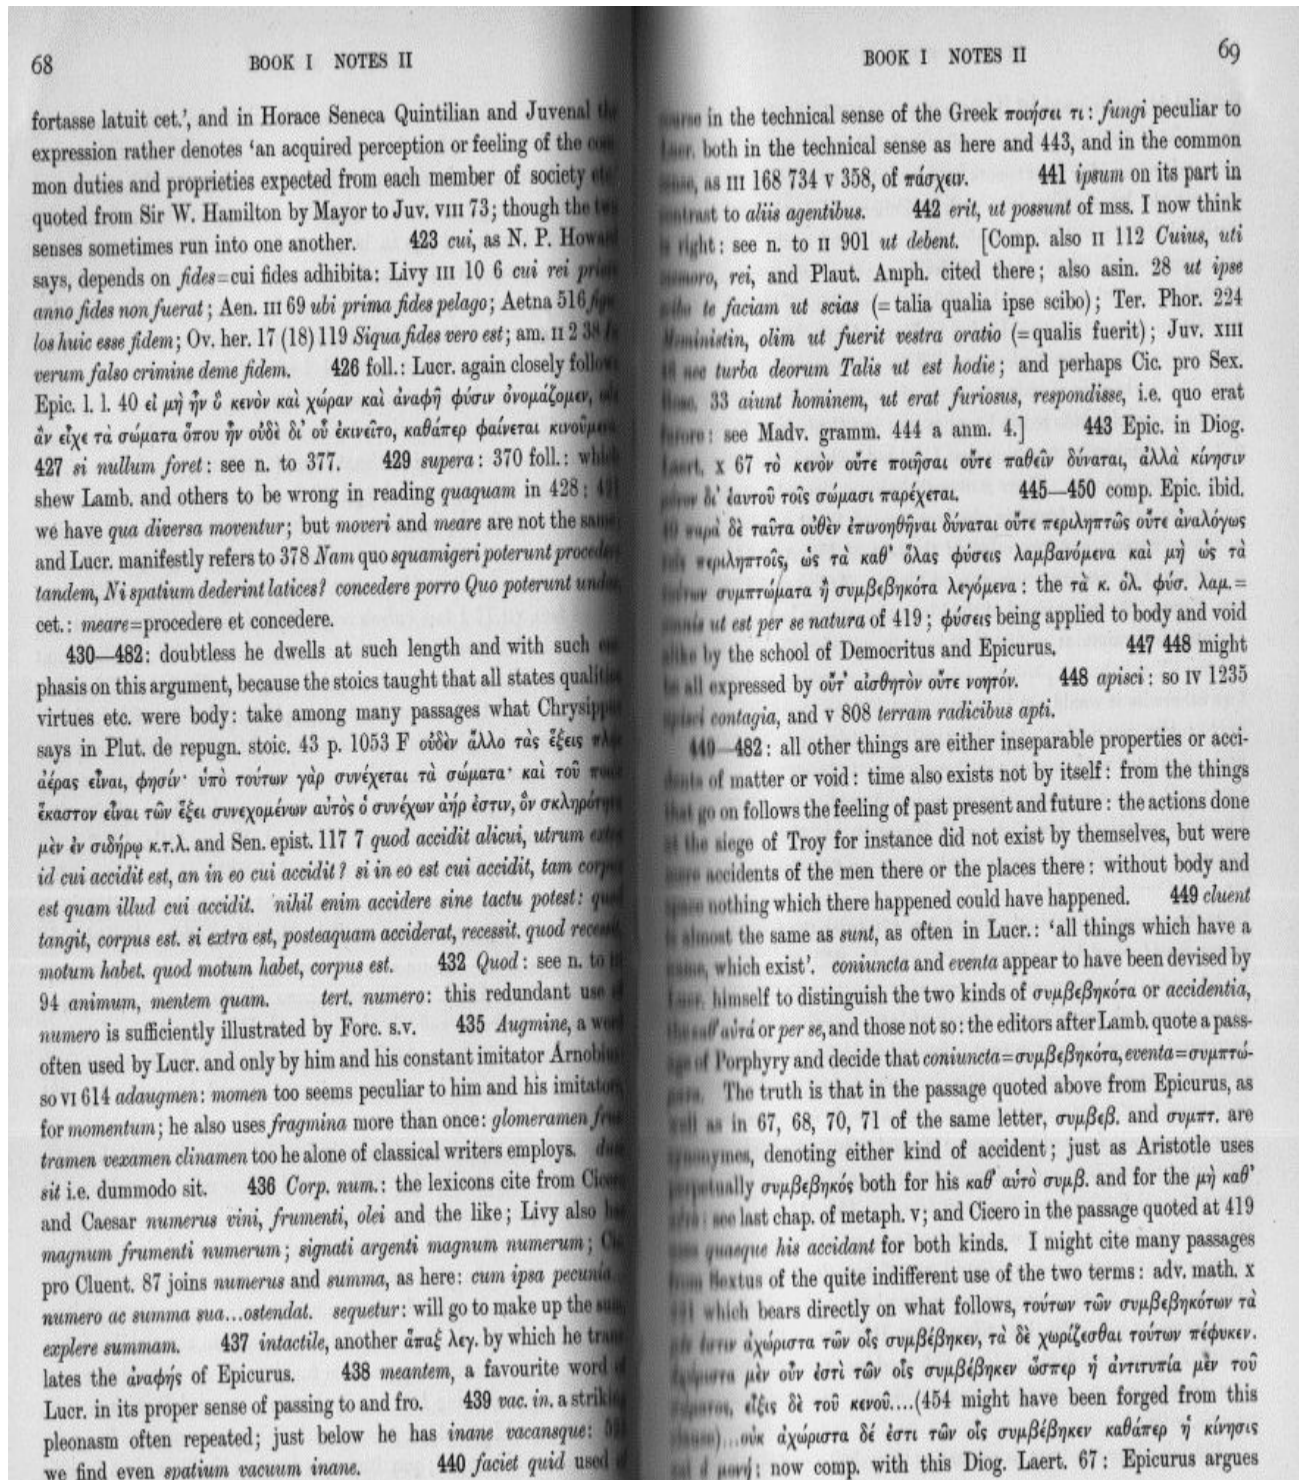 68
BOOK I NOTES II
fortasse latuit cet.', and in Horace Seneca Quintilian and Juvenal
expression rather denotes 'an acquired perception or feeling of the
mon duties and proprieties expected from each member of society
quoted from Sir W. Hamilton by Mayor to Juv. VIII 73; though the
senses sometimes run into one another. 423 cui, as N. P. Howard
says, depends on fides=cui fides adhibita: Livy III 10 6 cui rei
anno fides non fuerat; Aen. III 69 ubi prima fides pelago; Aetna 516
los huic esse fidem; Ov. her. 17 (18) 119 Siqua fides vero est; am. II 2 38
verum falso crimine deme fidem. 426 foll.: Lucr. again closely follows
Epic. l. l. 40 εἰ μὴ ἦν ὃ κενὸν καὶ χώραν καὶ ἀναφῆ φύσιν ὀνομάζομεν,
ἂν εἶχε τὰ σώματα ὅπου ἦν οὐδὲ δι' οὗ ἐκινεῖτο, καθάπερ φαίνεται κινούμενα
427 si nullum foret: see n. to 377. 429 supera: 370 foll.: which
shew Lamb. and others to be wrong in reading quaquam in 428:
we have qua diversa moventur; but moveri and meare are not the same
and Lucr. manifestly refers to 378 Nam quo squamigeri poterunt procedere
tandem, Ni spatium dederint latices? concedere porro Quo poterunt undae
cet.: meare=procedere et concedere.
430—482: doubtless he dwells at such length and with such
phasis on this argument, because the stoics taught that all states qualities
virtues etc. were body: take among many passages what Chrysippus
says in Plut. de repugn. stoic. 43 p. 1053 F οὐδὲν ἄλλο τὰς ἕξεις
ἀέρας εἶναι, φησίν· ὑπὸ τούτων γὰρ συνέχεται τὰ σώματα· καὶ τοῦ
ἕκαστον εἶναι τῶν ἕξει συνεχομένων αὐτὸς ὁ συνέχων ἀήρ ἐστιν, ὃν σκληρότητα
μὲν ἐν σιδήρῳ κ.τ.λ. and Sen. epist. 117 7 quod accidit alicui, utrum
id cui accidit est, an in eo cui accidit? si in eo est cui accidit, tam corpus
est quam illud cui accidit. nihil enim accidere sine tactu potest:
tangit, corpus est. si extra est, posteaquam acciderat, recessit. quod recessit,
motum habet. quod motum habet, corpus est. 432 Quod: see n. to
94 animum, mentem quam. tert. numero: this redundant use
numero is sufficiently illustrated by Forc. s.v. 435 Augmine, a word
often used by Lucr. and only by him and his constant imitator Arnobius
so VI 614 adaugmen: momen too seems peculiar to him and his imitators
for momentum; he also uses fragmina more than once: glomeramen
tramen vexamen clinamen too he alone of classical writers employs.
sit i.e. dummodo sit. 436 Corp. num.: the lexicons cite from Cicero
and Caesar numerus vini, frumenti, olei and the like; Livy also
magnum frumenti numerum; signati argenti magnum numerum;
pro Cluent. 87 joins numerus and summa, as here: cum ipsa pecunia
numero ac summa sua...ostendat. sequetur: will go to make up the
explere summam. 437 intactile, another ἅπαξ λεγ. by which he
lates the ἀναφής of Epicurus. 438 meantem, a favourite word
Lucr. in its proper sense of passing to and fro. 439 vac. in. a striking
pleonasm often repeated; just below he has inane vacansque:
we find even spatium vacuum inane. 440 faciet quid used
BOOK I NOTES II
69
in the technical sense of the Greek ποιήσει τι: fungi peculiar to
both in the technical sense as here and 443, and in the common
as III 168 734 V 358, of πάσχειν. 441 ipsum on its part in
contrast to aliis agentibus. 442 erit, ut possunt of mss. I now think
is right: see n. to II 901 ut debent. [Comp. also II 112 Cuius, uti
memoro, rei, and Plaut. Amph. cited there; also asin. 28 ut ipse
te faciam ut scias (=talia qualia ipse scibo); Ter. Phor. 224
Meministin, olim ut fuerit vestra oratio (=qualis fuerit); Juv. XIII
nec turba deorum Talis ut est hodie; and perhaps Cic. pro Sex.
33 aiunt hominem, ut erat furiosus, respondisse, i.e. quo erat
furore: see Madv. gramm. 444 a anm. 4.] 443 Epic. in Diog.
Laert. X 67 τὸ κενὸν οὔτε ποιῆσαι οὔτε παθεῖν δύναται, ἀλλὰ κίνησιν
δι' ἑαυτοῦ τοῖς σώμασι παρέχεται. 445—450 comp. Epic. ibid.
παρὰ δὲ ταῦτα οὐθὲν ἐπινοηθῆναι δύναται οὔτε περιληπτῶς οὔτε ἀναλόγως
περιληπτοῖς, ὡς τὰ καθ' ὅλας φύσεις λαμβανόμενα καὶ μὴ ὡς τὰ
τούτων συμπτώματα ἢ συμβεβηκότα λεγόμενα: the τὰ κ. ὁλ. φύσ. λαμ.=
omnis ut est per se natura of 419; φύσεις being applied to body and void
alike by the school of Democritus and Epicurus. 447 448 might
be all expressed by οὔτ' αἰσθητὸν οὔτε νοητόν. 448 apisci: so IV 1235
apisci contagia, and V 808 terram radicibus apti.
449—482: all other things are either inseparable properties or acci-
dents of matter or void: time also exists not by itself: from the things
that go on follows the feeling of past present and future: the actions done
at the siege of Troy for instance did not exist by themselves, but were
mere accidents of the men there or the places there: without body and
space nothing which there happened could have happened. 449 cluent
is almost the same as sunt, as often in Lucr.: 'all things which have a
name, which exist'. coniuncta and eventa appear to have been devised by
Lucr. himself to distinguish the two kinds of συμβεβηκότα or accidentia,
καθ' αὑτά or per se, and those not so: the editors after Lamb. quote a pass-
age of Porphyry and decide that coniuncta=συμβεβηκότα, eventa=συμπτώ-
ματα. The truth is that in the passage quoted above from Epicurus, as
well as in 67, 68, 70, 71 of the same letter, συμβεβ. and συμπτ. are
synonymes, denoting either kind of accident; just as Aristotle uses
perpetually συμβεβηκός both for his καθ' αὑτὸ συμβ. and for the μὴ καθ'
αὑτό: see last chap. of metaph. V; and Cicero in the passage quoted at 419
quaeque his accidant for both kinds. I might cite many passages
from Sextus of the quite indifferent use of the two terms: adv. math. X
which bears directly on what follows, τούτων τῶν συμβεβηκότων τὰ
μέν ἐστιν ἀχώριστα τῶν οἷς συμβέβηκεν, τὰ δὲ χωρίζεσθαι τούτων πέφυκεν.
ἀχώριστα μὲν οὖν ἐστὶ τῶν οἷς συμβέβηκεν ὥσπερ ἡ ἀντιτυπία μὲν τοῦ
σώματος, εἶξις δὲ τοῦ κενοῦ....(454 might have been forged from this
...οὐκ ἀχώριστα δέ ἐστι τῶν οἷς συμβέβηκεν καθάπερ ἡ κίνησις
καὶ ἡ μονή: now comp. with this Diog. Laert. 67: Epicurus argues